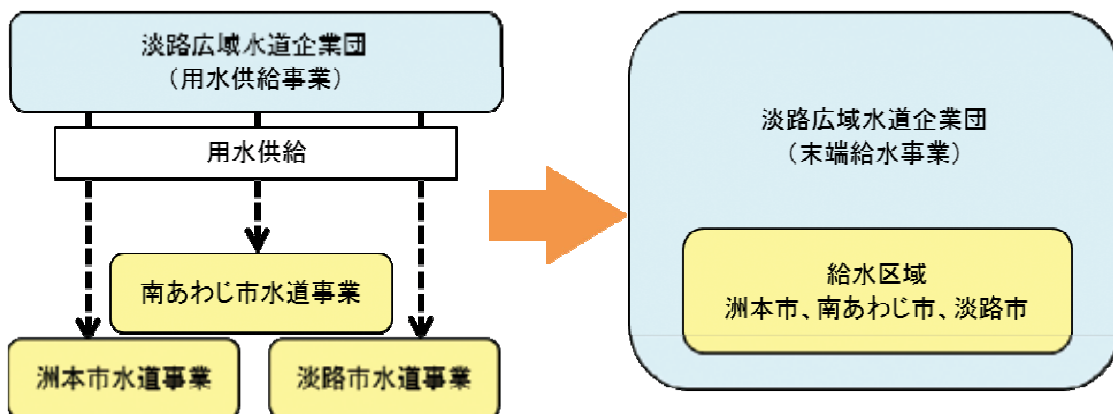 淡路広域水道企業団
（用水供給事業）
用水供給
南あわじ市水道事業
洲本市水道事業
淡路市水道事業
淡路広域水道企業団
（末端給水事業）
給水区域
洲本市、南あわじ市、淡路市